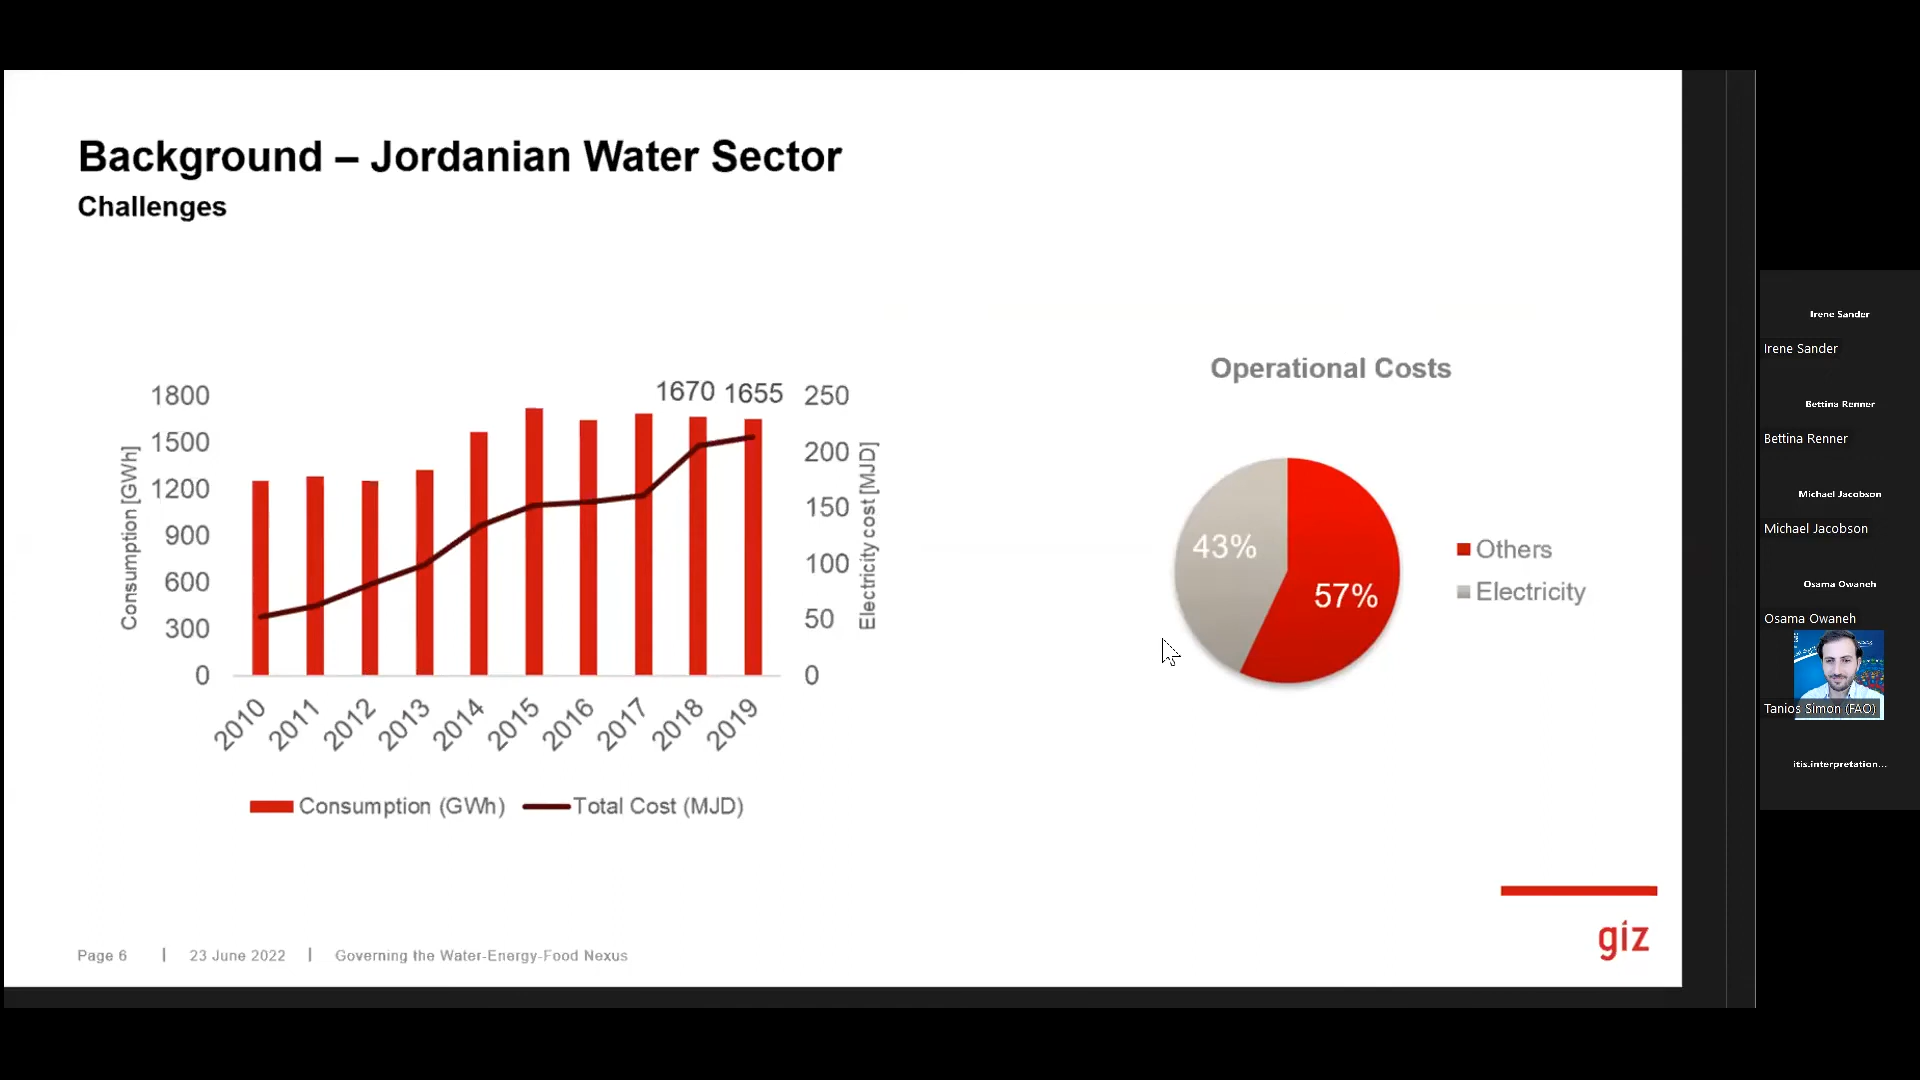 Background – Jordanian Water Sector
Challenges
1670 1655
1800
1500
1200
900
600
300
0
Consumption [GWh]
250
200
150
100
50
0
Electricity cost [MJD]
2010
2011
2012
2013
2014
2015
2016
2017
2018
2019
Consumption (GWh)
Total Cost (MJD)
Operational Costs
43%
57%
Others
Electricity
giz
Page 6 | 23 June 2022 | Governing the Water-Energy-Food Nexus
Irene Sander
Irene Sander
Bettina Renner
Bettina Renner
Michael Jacobson
Michael Jacobson
Osama Owaneh
Osama Owaneh
Tanios Simon (FAO)
itis.interpretation...